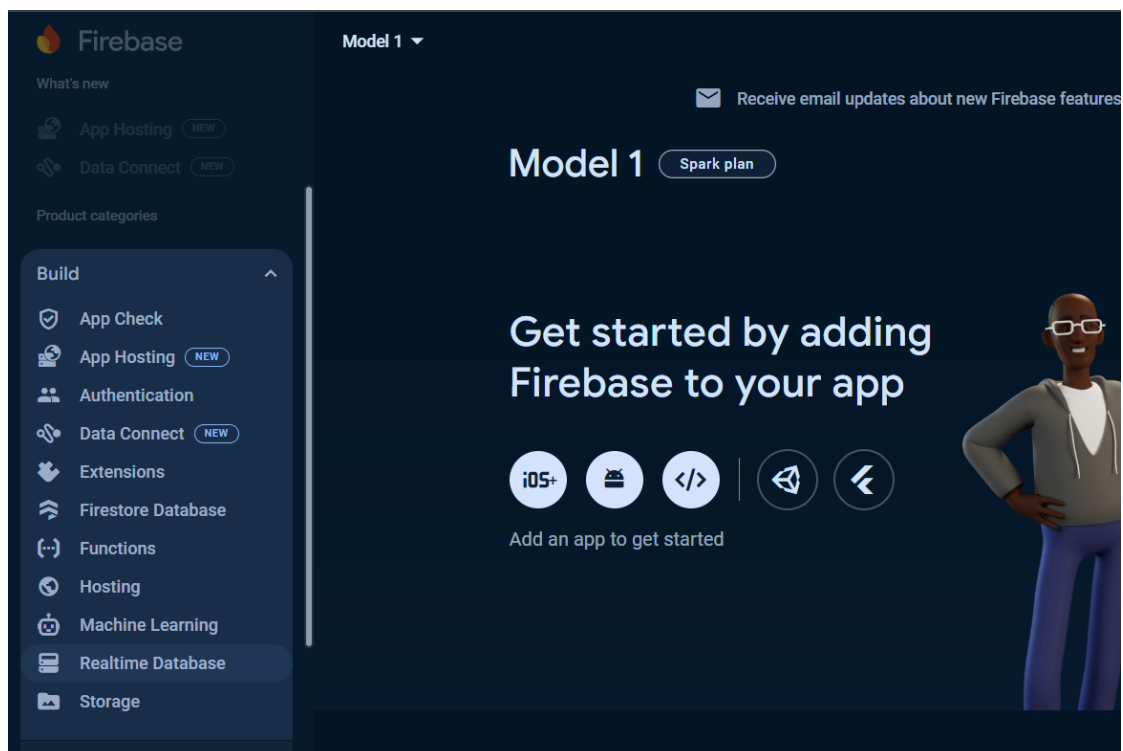 Firebase
What's new
App Hosting NEW
Data Connect NEW
Product categories
Build
App Check
App Hosting NEW
Authentication
Data Connect NEW
Extensions
Firestore Database
Functions
Hosting
Machine Learning
Realtime Database
Storage
Model 1
Receive email updates about new Firebase features
Model 1 Spark plan
Get started by adding
Firebase to your app
iOS+
Add an app to get started